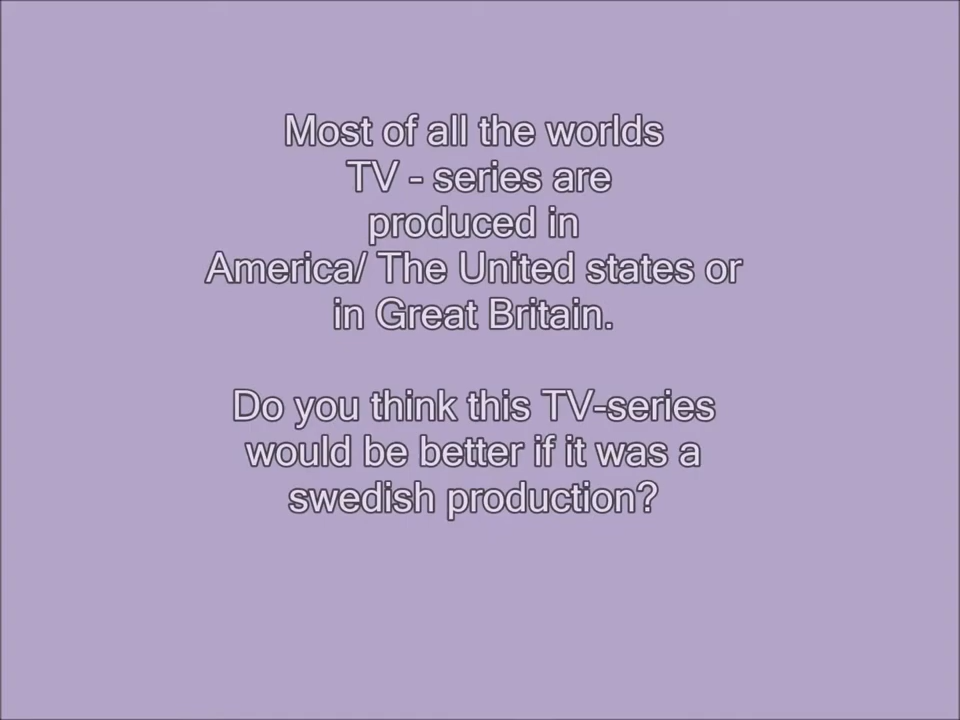 Most of all the worlds
TV - series are
produced in
America/ The United states or
in Great Britain.
Do you think this TV-series
would be better if it was a
swedish production?